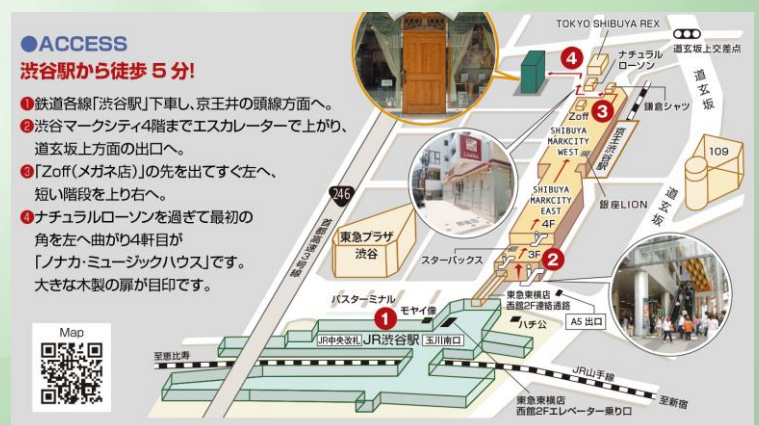 ●ACCESS
渋谷駅から徒歩5分!
❶鉄道各線「渋谷駅」下車し、京王井の頭線方面へ。
❷渋谷マークシティ4階までエスカレーターで上がり、
道玄坂上方面の出口へ。
❸「Zoff(メガネ店)」の先を出てすぐ左へ、
短い階段を上り右へ。
❹ナチュラルローソンを過ぎて最初の
角を左へ曲がり4軒目が
「ノナカ・ミュージックハウス」です。
大きな木製の扉が目印です。
Map
TOKYO SHIBUYA REX
ナチュラル
ローソン
道玄坂上交差点
❹
❸
Zoff
鎌倉シャツ
道玄坂
SHIBUYA
MARKCITY
WEST
京王渋谷駅
109
246
首都高速3号線
SHIBUYA
MARKCITY
EAST
銀座LION
道玄坂
4F
東急プラザ
渋谷
スターバックス
3F
❷
バスターミナル
❶
モヤイ像
東急東横店
西館2F連絡通路
A5 出口
ハチ公
JR中央改札
JR渋谷駅
玉川南口
至恵比寿
JR山手線
至新宿
東急東横店
西館2Fエレベーター乗り口